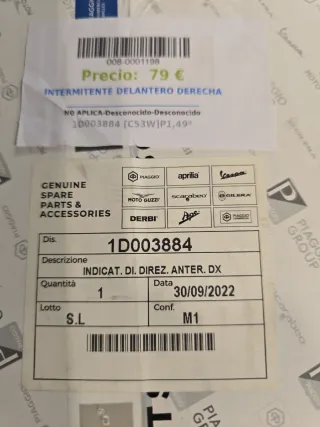 008-0001198
Precio: 79 €
INTERMITENTE DELANTERO DERECHA
NO APLICA-Desconocido-Desconocido
1D003884 [C53W]P1,49*
GENUINE
SPARE
PARTS &
ACCESSORIES
PIAGGIO aprilia Vespa
MOTO GUZZI scarabeo GILERA
DERBI Ape PIAGGIO
Dis.
1D003884
Descrizione
INDICAT. DI. DIREZ. ANTER. DX
Quantità Data
1 30/09/2022
Lotto Conf.
S.L M1
PIAGGIO
GROUP